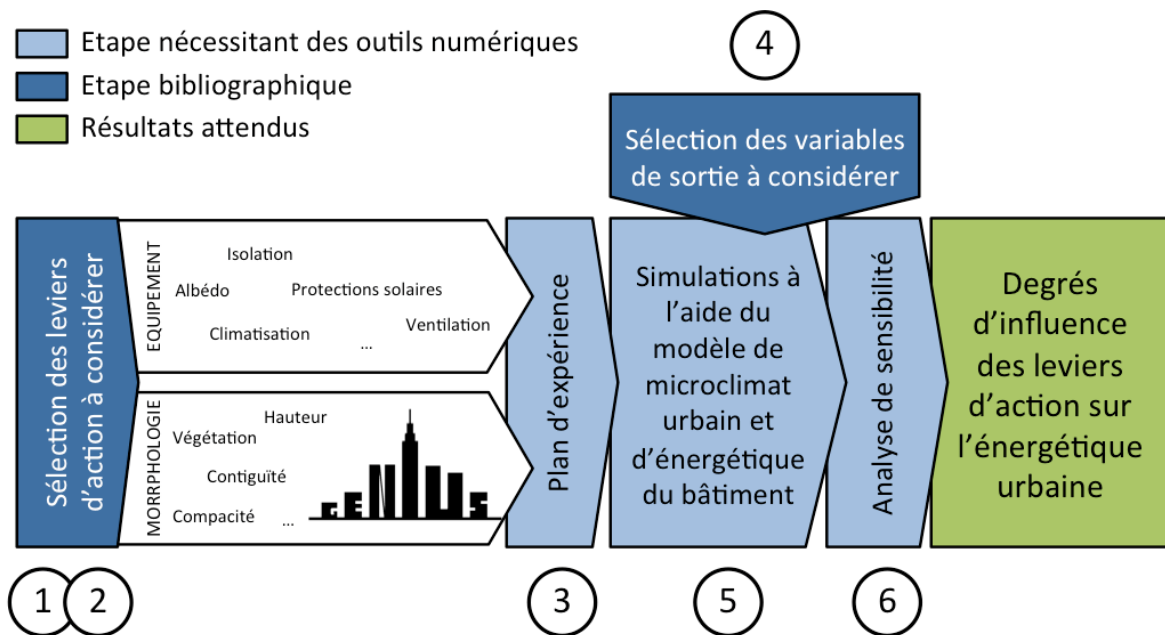 Etape nécessitant des outils numériques
Etape bibliographique
Résultats attendus
4
Sélection des variables
de sortie à considérer
Sélection des leviers
d'action à considérer
EQUIPEMENT
Isolation
Albédo
Protections solaires
Climatisation
...
Ventilation
MORRPHOLOGIE
Hauteur
Végétation
Contiguïté
Compacité
...
GENIUS
Plan d'expérience
Simulations à
l'aide du
modèle de
microclimat
urbain et
d'énergétique
du bâtiment
Analyse de sensibilité
Degrés
d'influence
des leviers
d'action sur
l'énergétique
urbaine
1
2
3
5
6